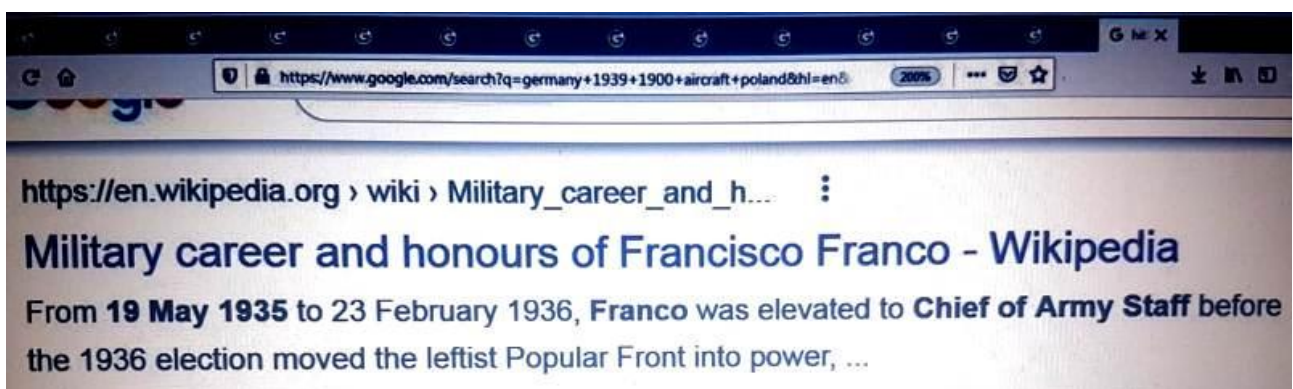 https://www.google.com/search?q=germany+1939+1900+aircraft+poland&hl=en&
200%
https://en.wikipedia.org › wiki › Military_career_and_h...
Military career and honours of Francisco Franco - Wikipedia
From 19 May 1935 to 23 February 1936, Franco was elevated to Chief of Army Staff before
the 1936 election moved the leftist Popular Front into power, ...